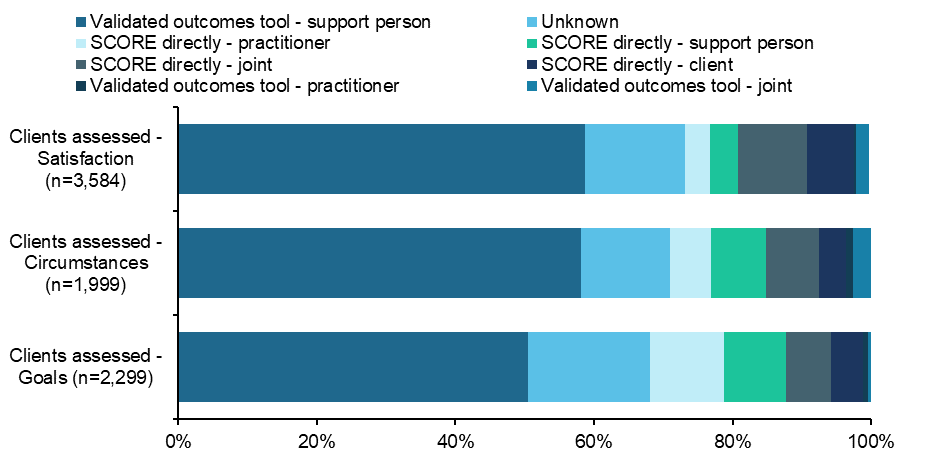 Validated outcomes tool - support person
Unknown
SCORE directly - practitioner
SCORE directly - support person
SCORE directly - joint
SCORE directly - client
Validated outcomes tool - practitioner
Validated outcomes tool - joint
Clients assessed -
Satisfaction
(n=3,584)
Clients assessed -
Circumstances
(n=1,999)
Clients assessed -
Goals (n=2,299)
0%
20%
40%
60%
80%
100%